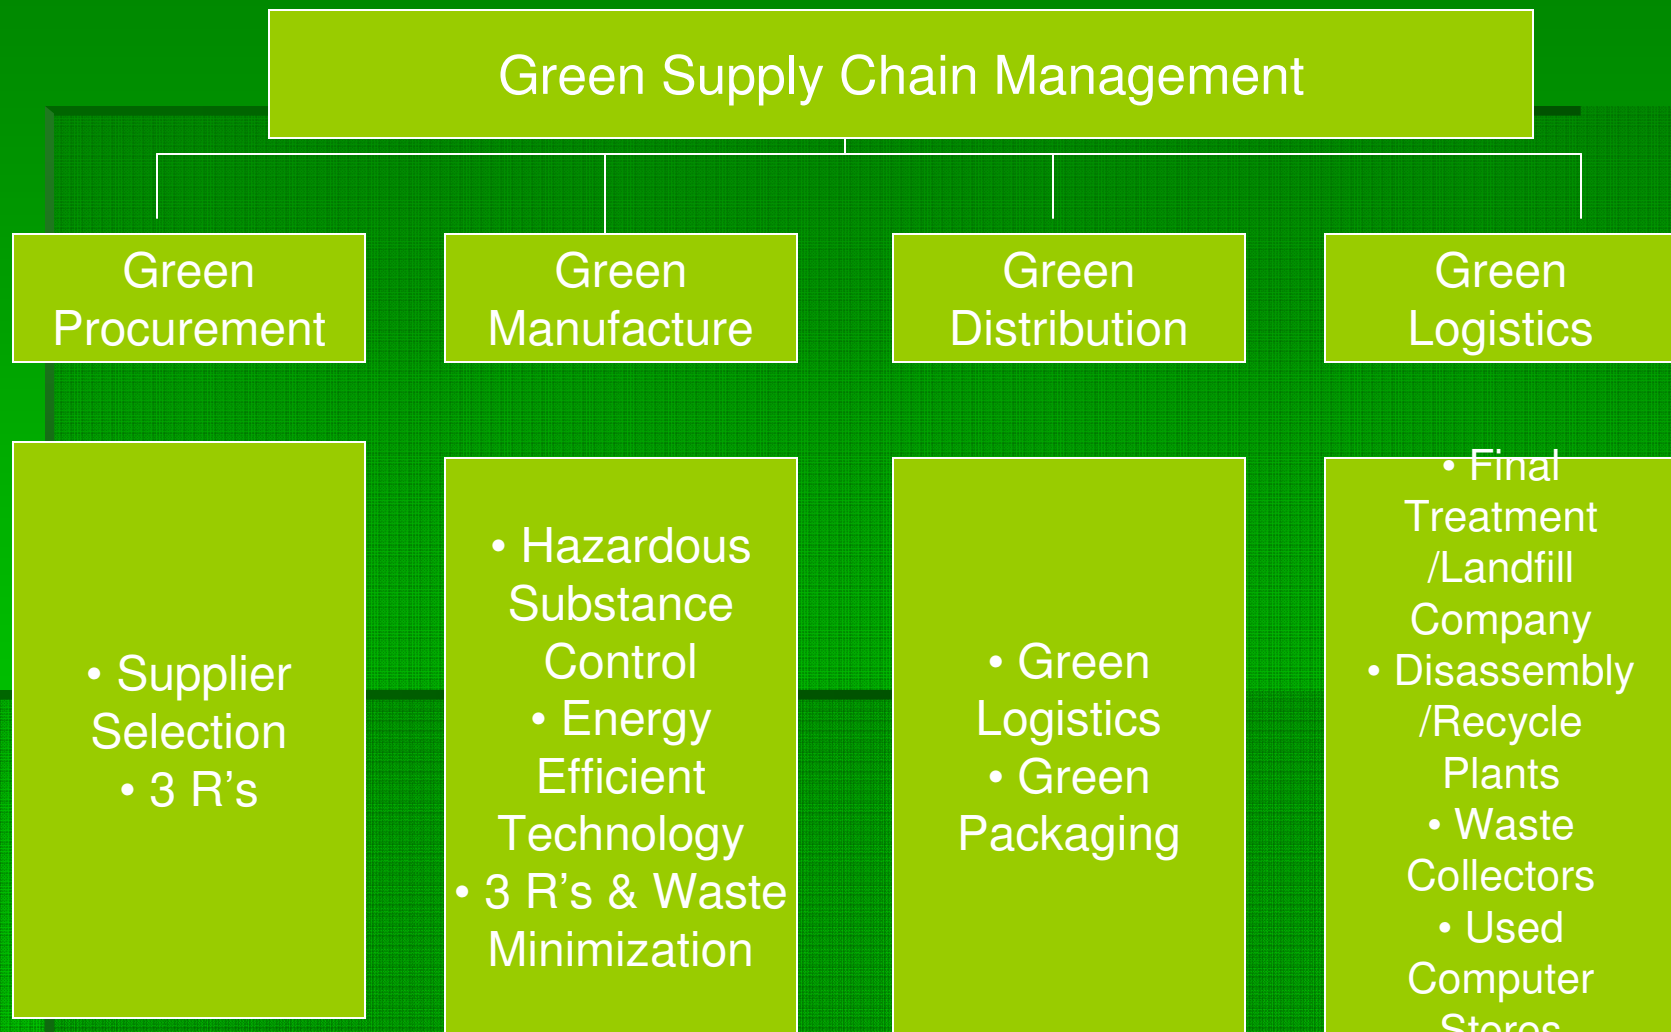 Green Supply Chain Management
Green
Procurement
Green
Manufacture
Green
Distribution
Green
Logistics
• Supplier
Selection
• 3 R’s
• Hazardous
Substance
Control
• Energy
Efficient
Technology
• 3 R’s & Waste
Minimization
• Green
Logistics
• Green
Packaging
• Final
Treatment
/Landfill
Company
• Disassembly
/Recycle
Plants
• Waste
Collectors
• Used
Computer
Stores